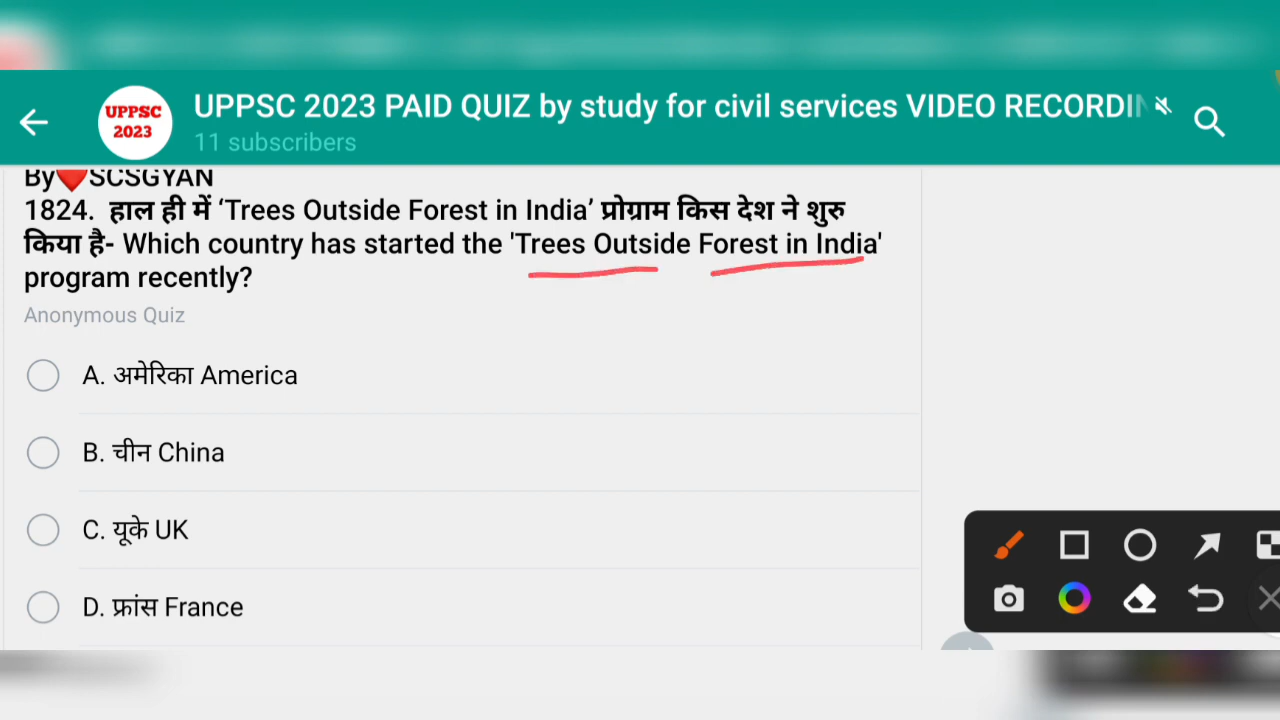 UPPSC
2023
UPPSC 2023 PAID QUIZ by study for civil services VIDEO
11 subscribers
By❤️SCSGYAN
1824. हाल ही में ‘Trees Outside Forest in India’ प्रोग्राम किस देश ने शुरु
किया है- Which country has started the 'Trees Outside Forest in India'
program recently?
Anonymous Quiz
A. अमेरिका America
B. चीन China
C. यूके UK
D. फ्रांस France